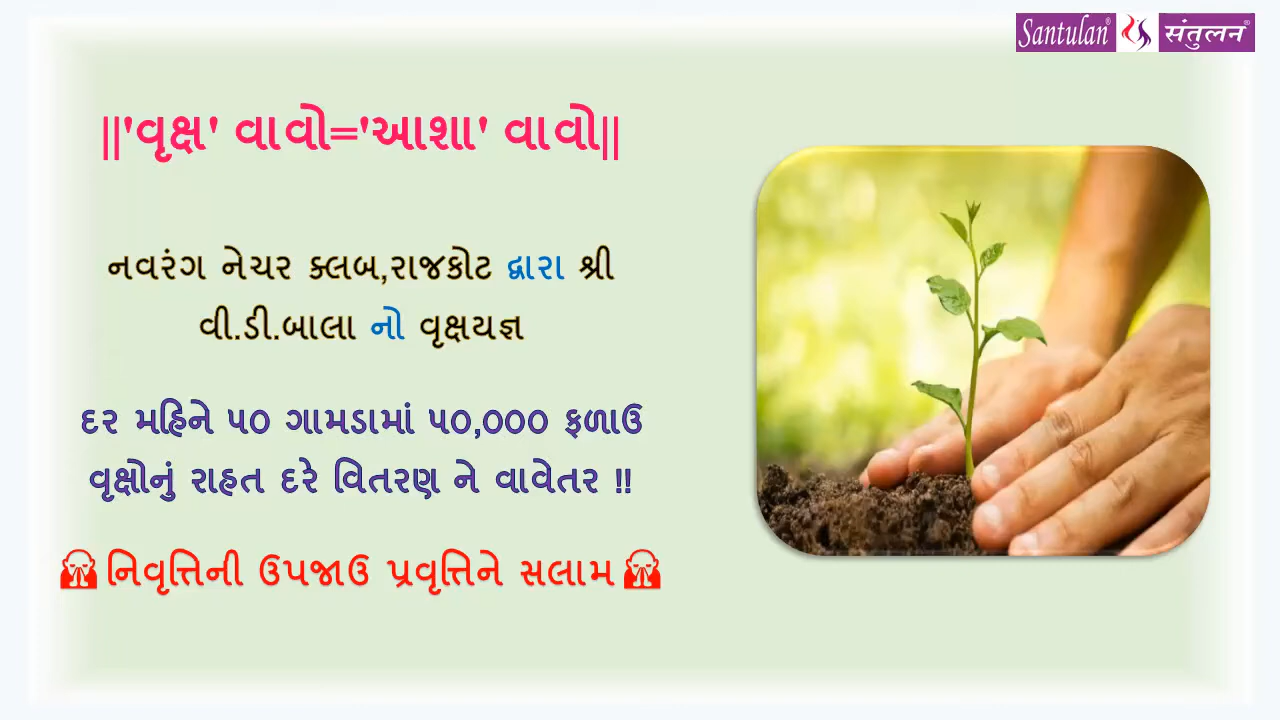 Santulan® संतुलन®
||'વૃક્ષ' વાવો='આશા' વાવો||
નવરંગ નેચર ક્લબ,રાજકોટ દ્વારા શ્રી
વી.ડી.બાલા નો વૃક્ષયજ્ઞ
દર મહિને ૫૦ ગામડામાં ૫૦,૦૦૦ ફળાઉ
વૃક્ષોનું રાહત દરે વિતરણ ને વાવેતર !!
નિવૃત્તિની ઉપજાઉ પ્રવૃત્તિને સલામ